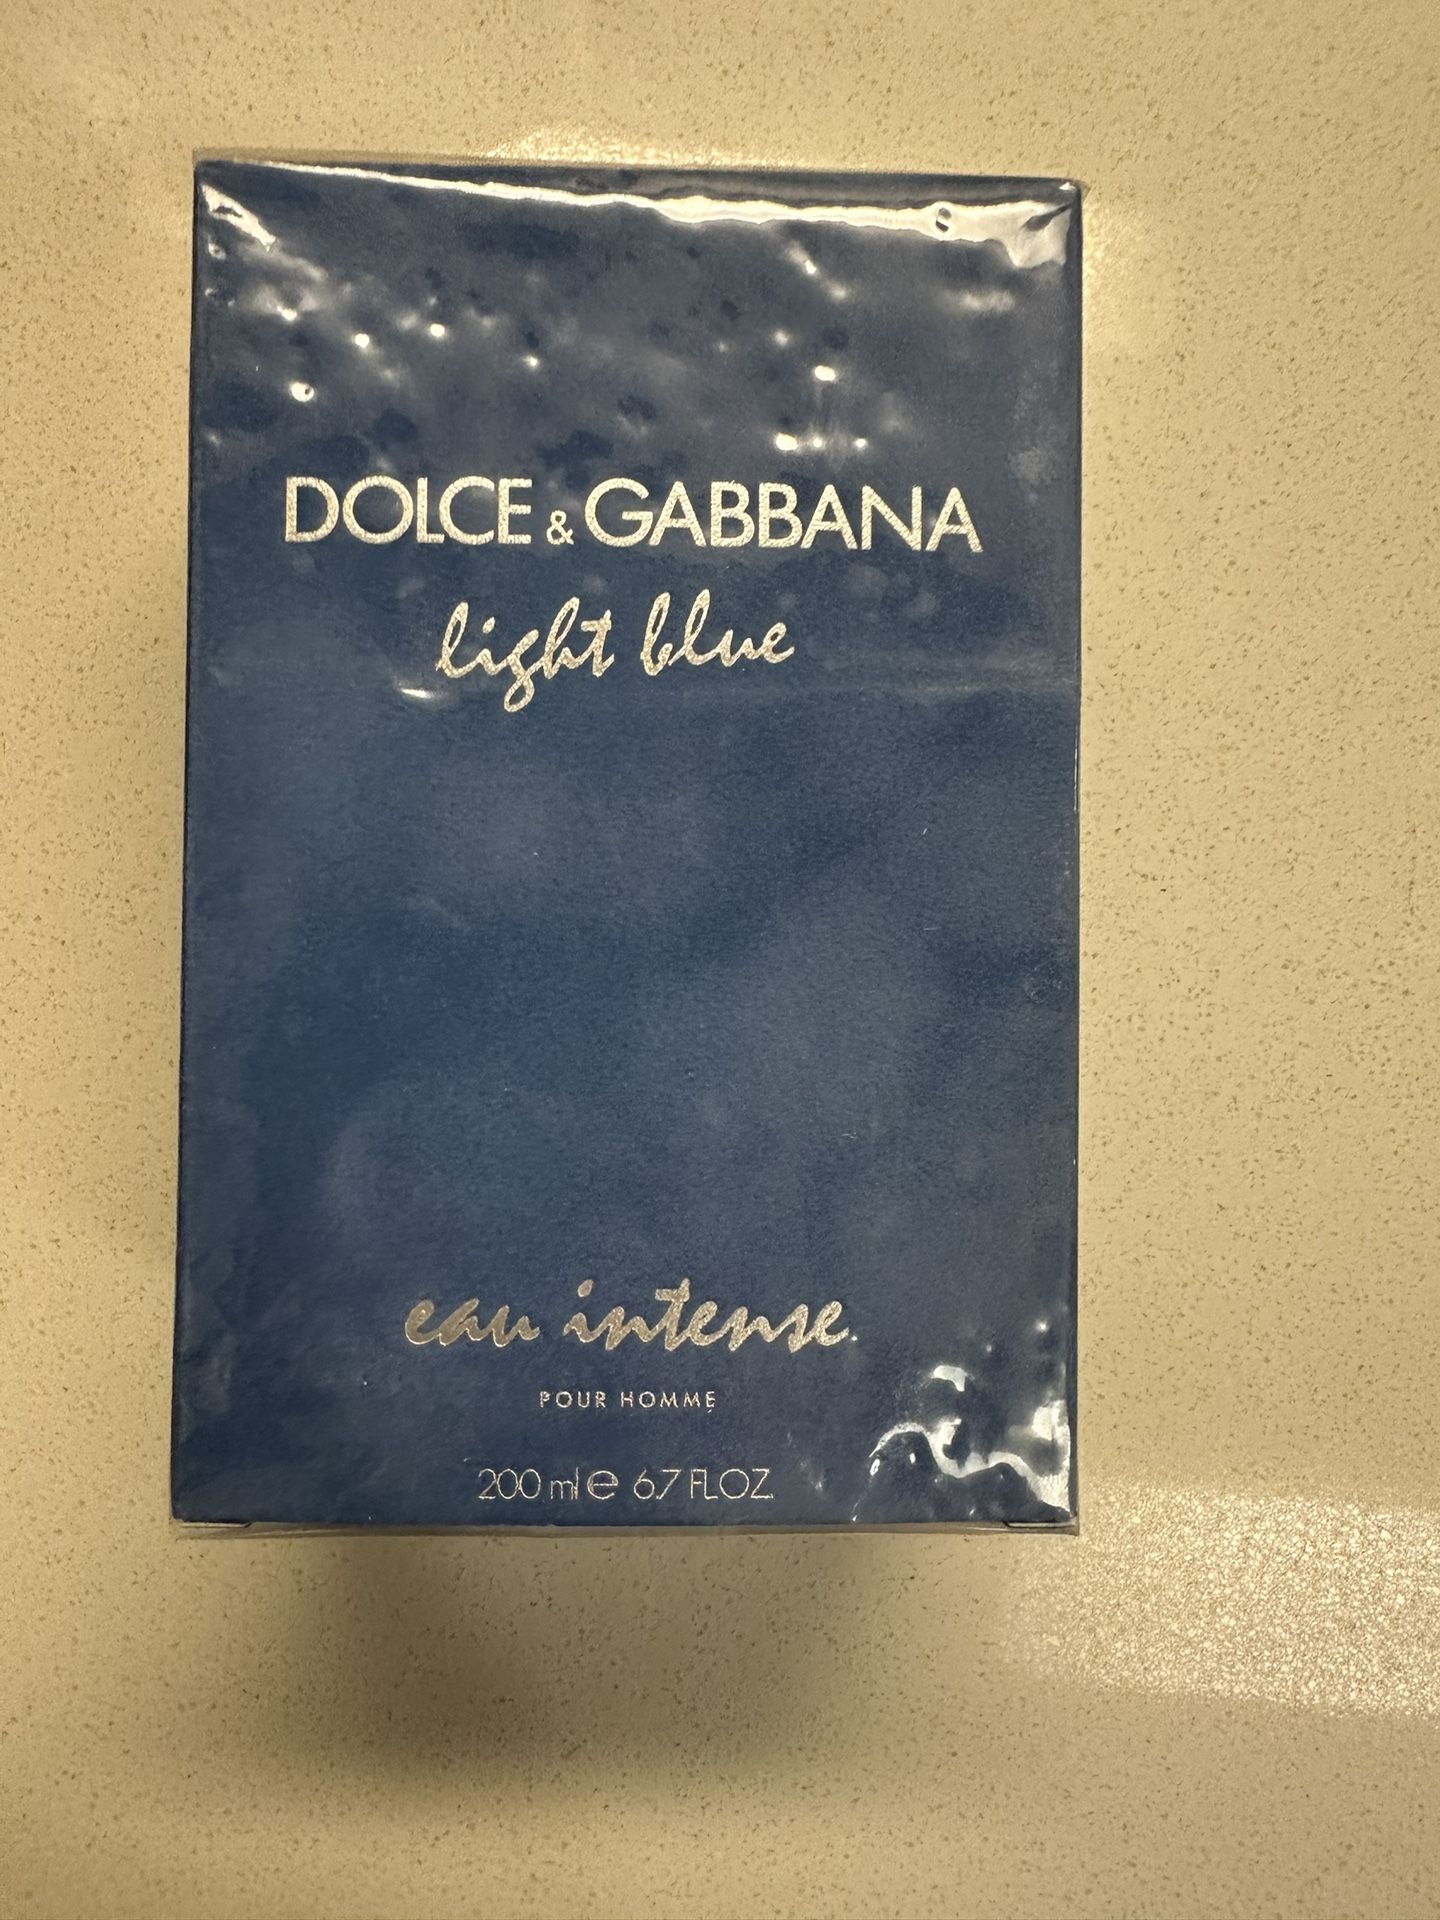 DOLCE & GABBANA
light blue
eau intense
POUR HOMME
200 ml e 6.7 FL.OZ.